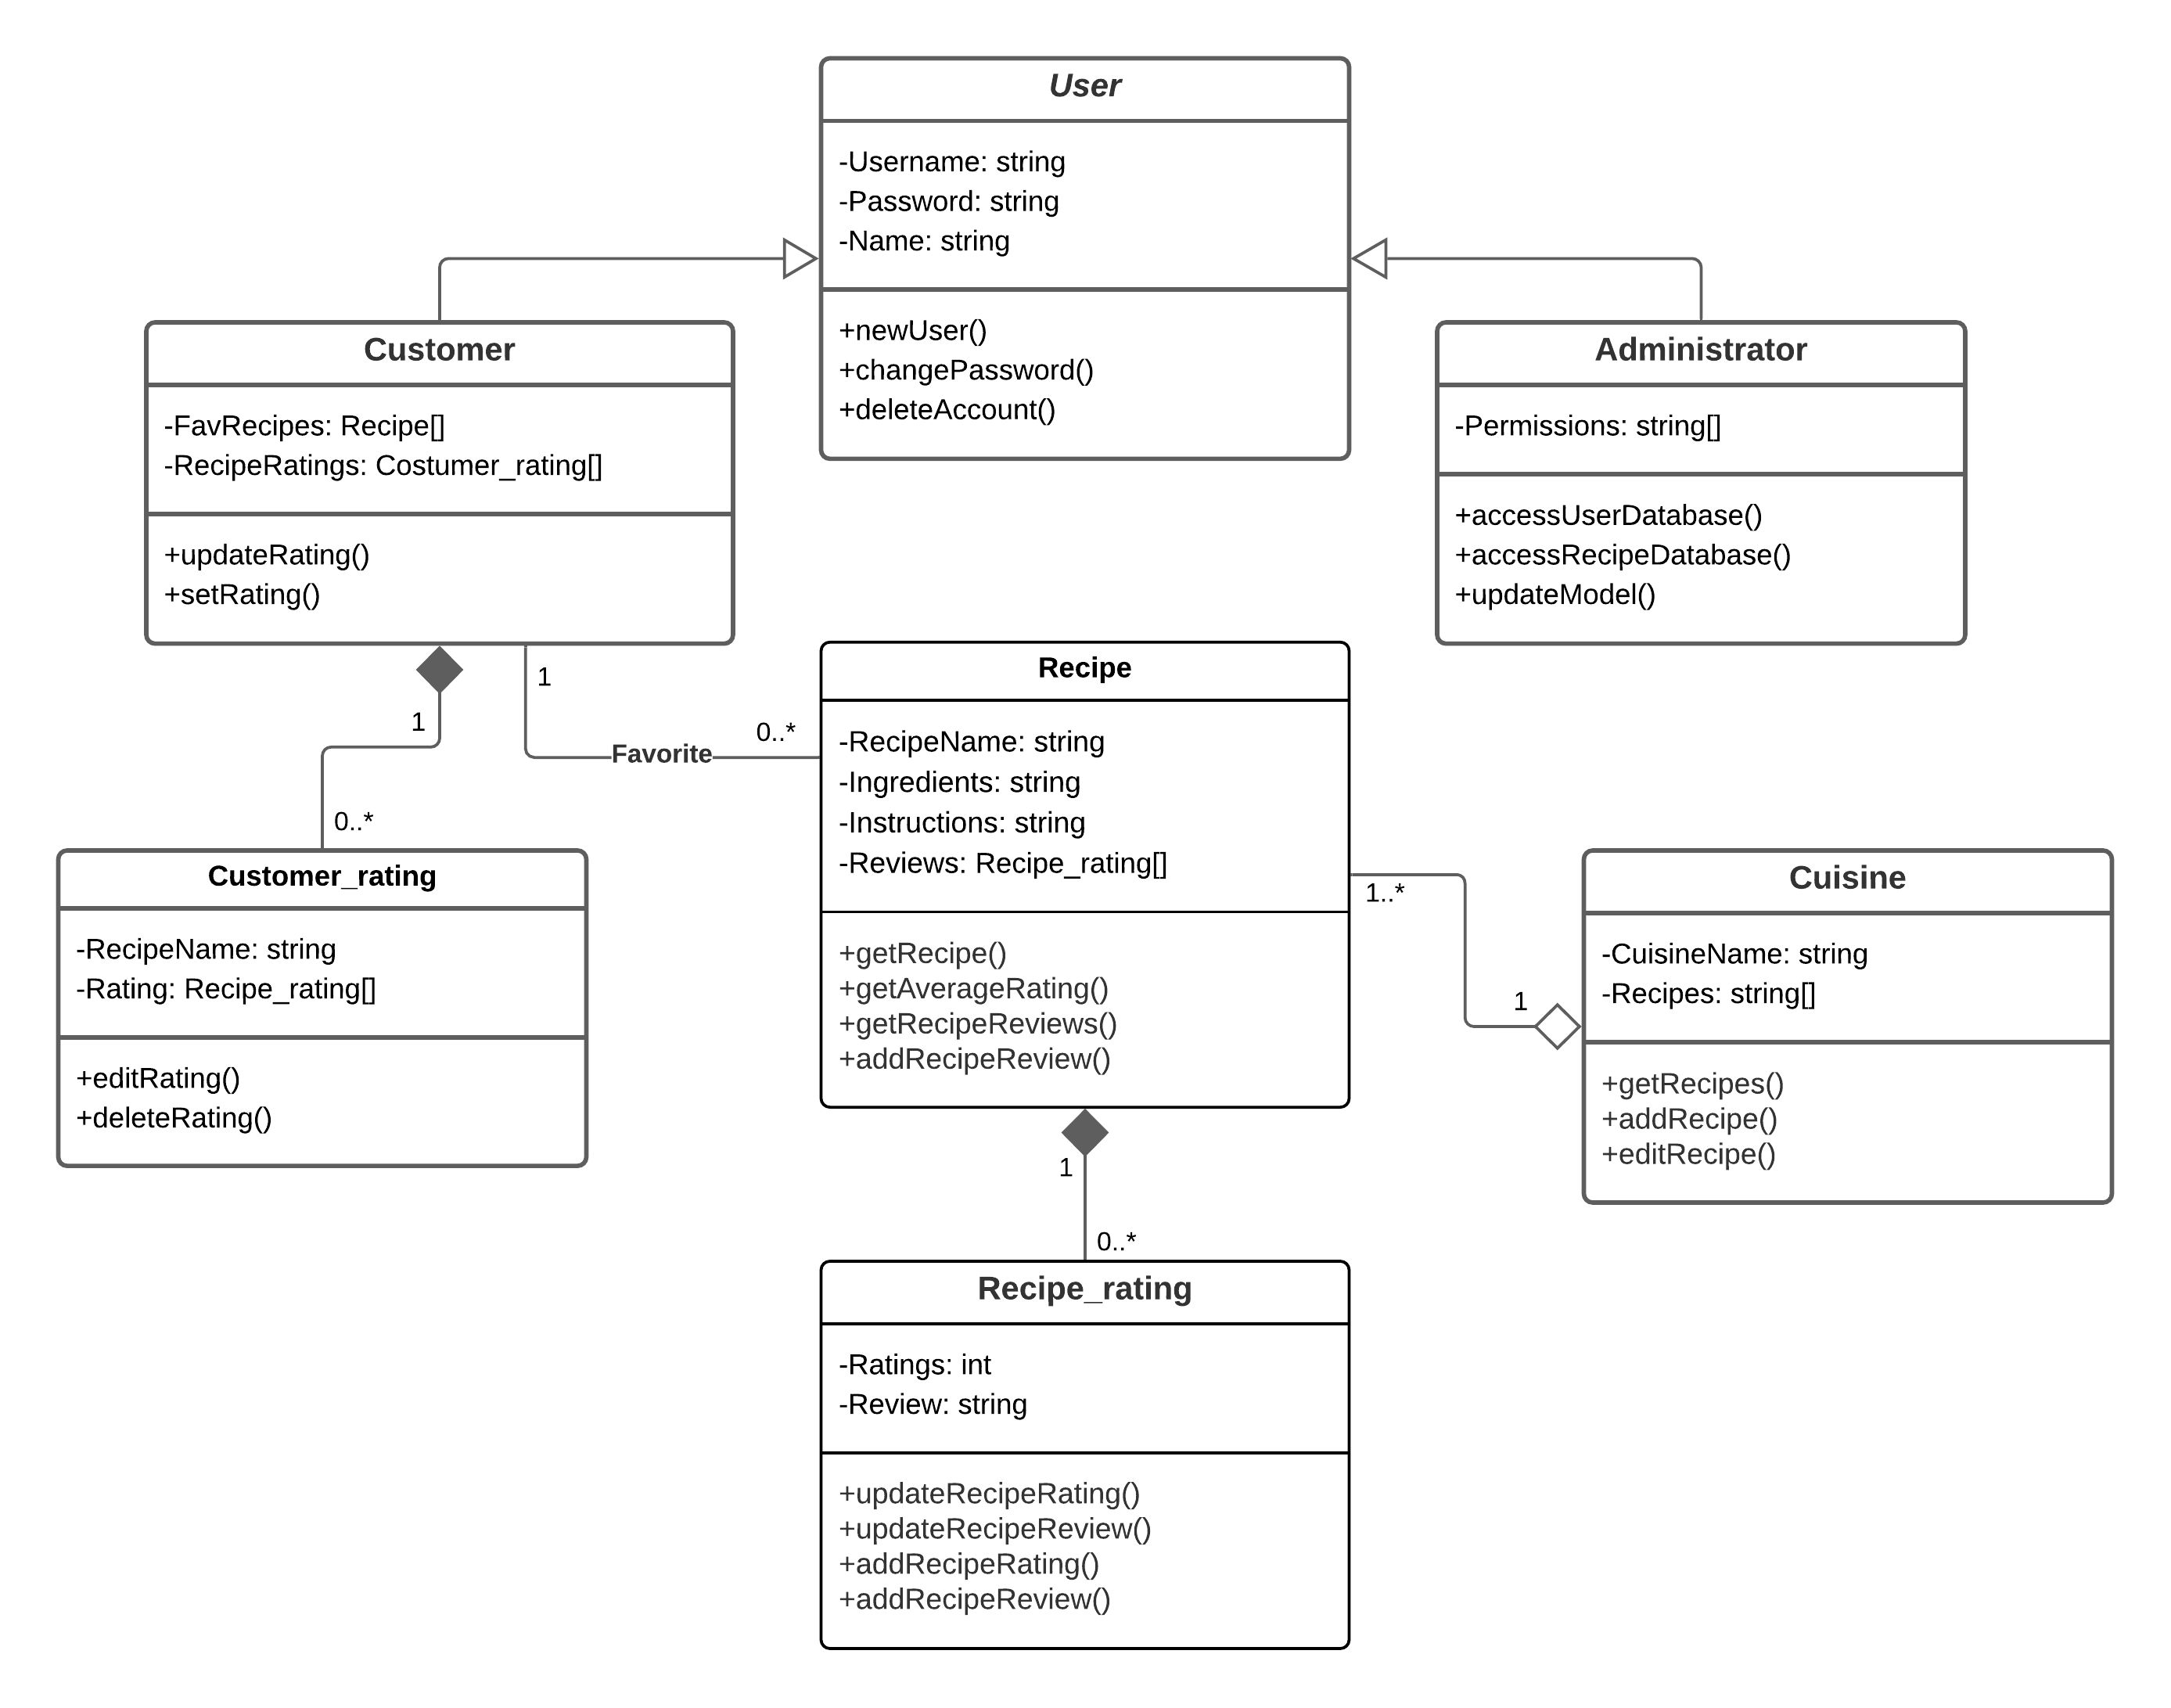 User
-Username: string
-Password: string
-Name: string
+newUser()
+changePassword()
+deleteAccount()
Customer
-FavRecipes: Recipe[]
-RecipeRatings: Costumer_rating[]
+updateRating()
+setRating()
Administrator
-Permissions: string[]
+accessUserDatabase()
+accessRecipeDatabase()
+updateModel()
1
1
0..*
Favorite
0..*
Recipe
-RecipeName: string
-Ingredients: string
-Instructions: string
-Reviews: Recipe_rating[]
+getRecipe()
+getAverageRating()
+getRecipeReviews()
+addRecipeReview()
Customer_rating
-RecipeName: string
-Rating: Recipe_rating[]
+editRating()
+deleteRating()
1..*
1
Cuisine
-CuisineName: string
-Recipes: string[]
+getRecipes()
+addRecipe()
+editRecipe()
1
0..*
Recipe_rating
-Ratings: int
-Review: string
+updateRecipeRating()
+updateRecipeReview()
+addRecipeRating()
+addRecipeReview()